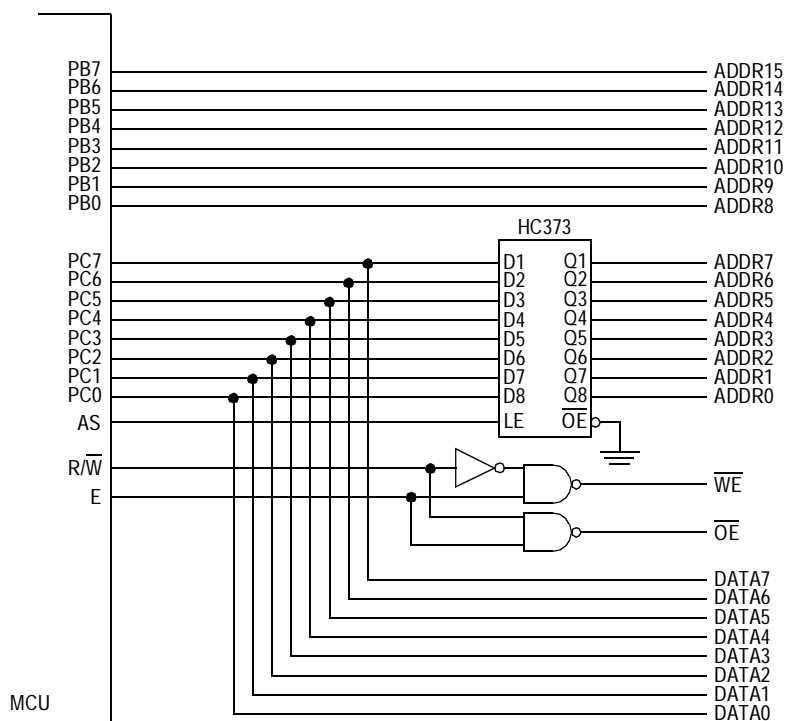 PB7 ADDR15
PB6 ADDR14
PB5 ADDR13
PB4 ADDR12
PB3 ADDR11
PB2 ADDR10
PB1 ADDR9
PB0 ADDR8
HC373
PC7 D1 Q1 ADDR7
PC6 D2 Q2 ADDR6
PC5 D3 Q3 ADDR5
PC4 D4 Q4 ADDR4
PC3 D5 Q5 ADDR3
PC2 D6 Q6 ADDR2
PC1 D7 Q7 ADDR1
PC0 D8 Q8 ADDR0
AS LE O̅E̅
R/W̅
E W̅E̅
O̅E̅
DATA7
DATA6
DATA5
DATA4
DATA3
DATA2
MCU DATA1
DATA0